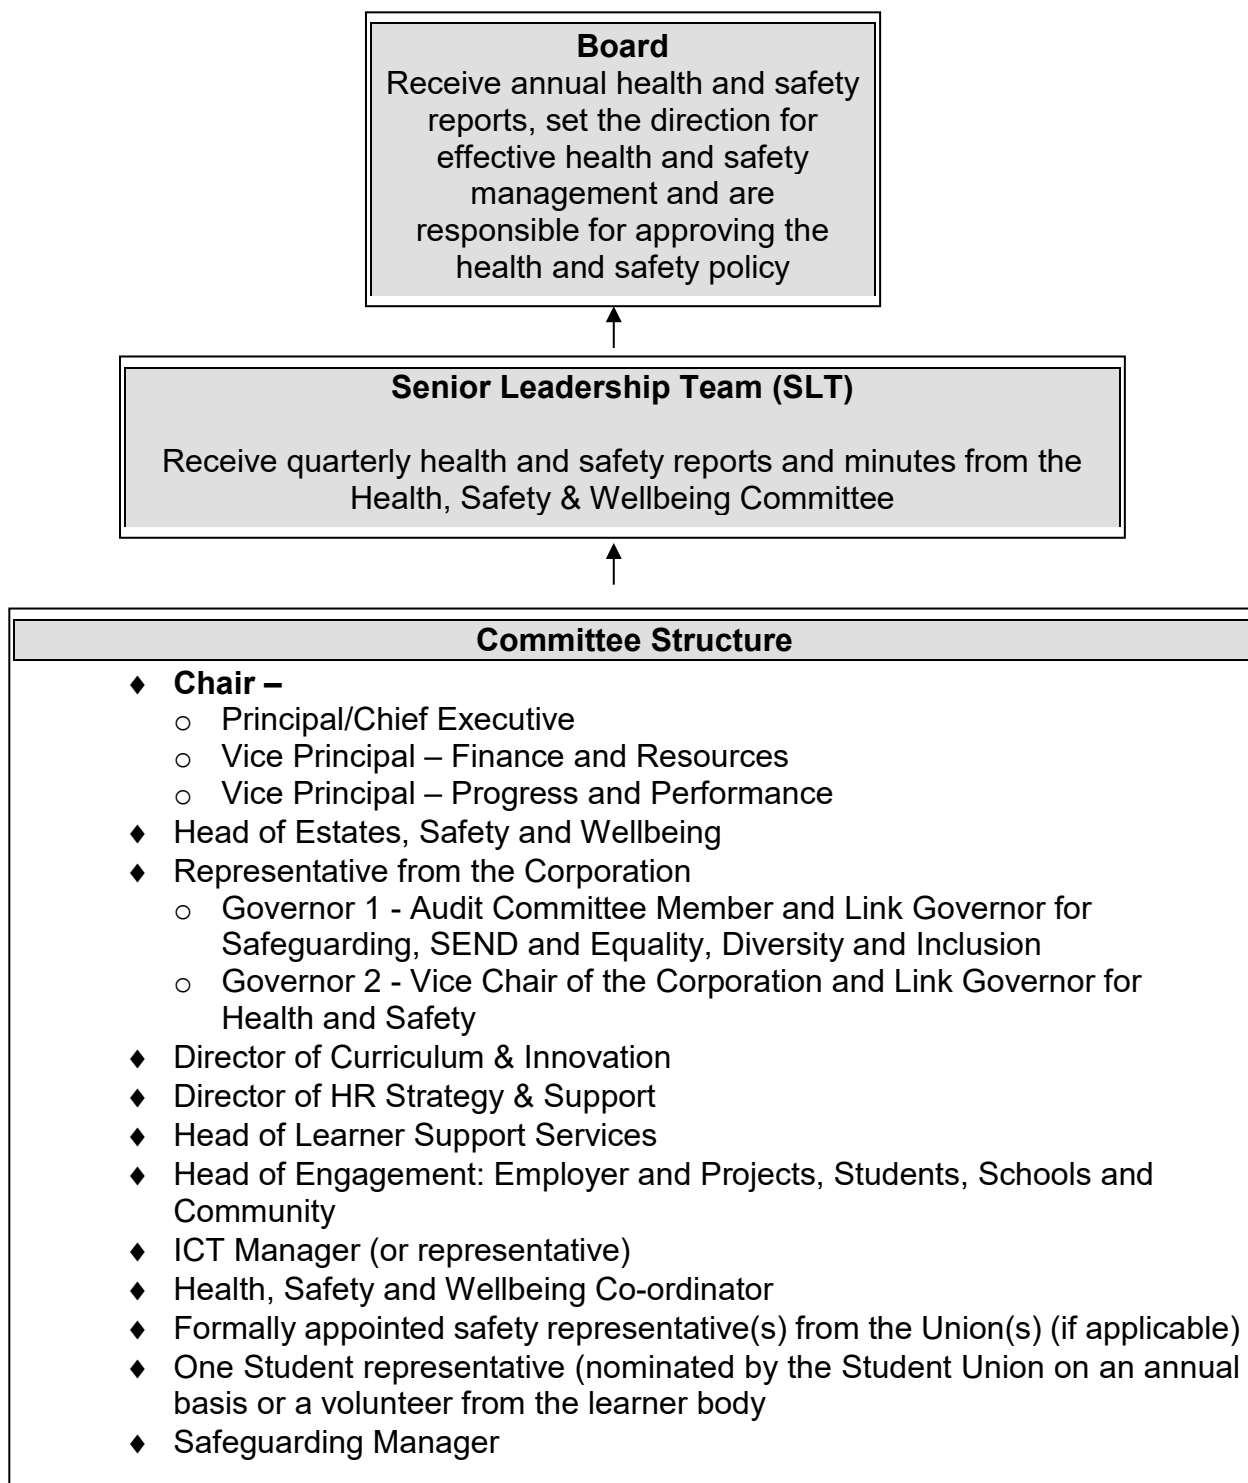 Board
Receive annual health and safety
reports, set the direction for
effective health and safety
management and are
responsible for approving the
health and safety policy
Senior Leadership Team (SLT)
Receive quarterly health and safety reports and minutes from the
Health, Safety & Wellbeing Committee
Committee Structure
♦ Chair –
o Principal/Chief Executive
o Vice Principal – Finance and Resources
o Vice Principal – Progress and Performance
♦ Head of Estates, Safety and Wellbeing
♦ Representative from the Corporation
o Governor 1 - Audit Committee Member and Link Governor for
Safeguarding, SEND and Equality, Diversity and Inclusion
o Governor 2 - Vice Chair of the Corporation and Link Governor for
Health and Safety
♦ Director of Curriculum & Innovation
♦ Director of HR Strategy & Support
♦ Head of Learner Support Services
♦ Head of Engagement: Employer and Projects, Students, Schools and
Community
♦ ICT Manager (or representative)
♦ Health, Safety and Wellbeing Co-ordinator
♦ Formally appointed safety representative(s) from the Union(s) (if applicable)
♦ One Student representative (nominated by the Student Union on an annual
basis or a volunteer from the learner body
♦ Safeguarding Manager